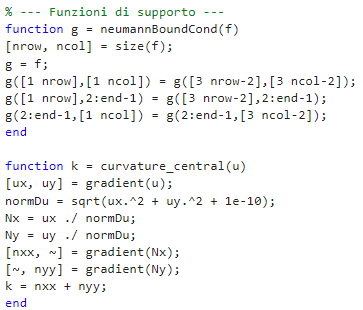 % --- Funzioni di supporto ---
function g = neumannBoundCond(f)
[nrow, ncol] = size(f);
g = f;
g([1 nrow],[1 ncol]) = g([3 nrow-2],[3 ncol-2]);
g([1 nrow],2:end-1) = g([3 nrow-2],2:end-1);
g(2:end-1,[1 ncol]) = g(2:end-1,[3 ncol-2]);
end

function k = curvature_central(u)
[ux, uy] = gradient(u);
normDu = sqrt(ux.^2 + uy.^2 + 1e-10);
Nx = ux ./ normDu;
Ny = uy ./ normDu;
[nxx, ~] = gradient(Nx);
[~, nyy] = gradient(Ny);
k = nxx + nyy;
end